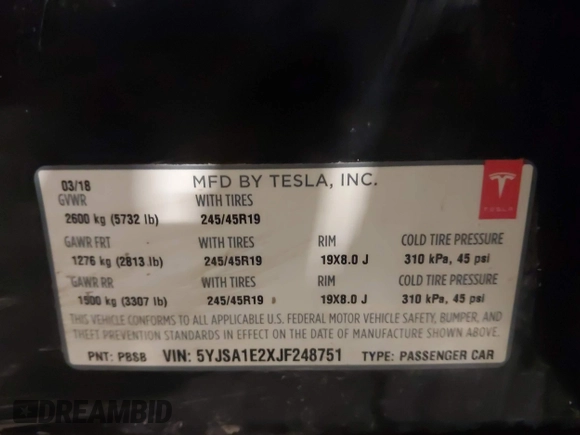 03/18 MFD BY TESLA, INC.
GVWR WITH TIRES
2600 kg (5732 lb) 245/45R19
GAWR FRT WITH TIRES RIM COLD TIRE PRESSURE
1276 kg (2813 lb) 245/45R19 19X8.0 J 310 kPa, 45 psi
GAWR RR WITH TIRES RIM COLD TIRE PRESSURE
1500 kg (3307 lb) 245/45R19 19X8.0 J 310 kPa, 45 psi
THIS VEHICLE CONFORMS TO ALL APPLICABLE U.S. FEDERAL MOTOR VEHICLE SAFETY, BUMPER, AND
THEFT PREVENTION STANDARDS IN EFFECT ON THE DATE OF MANUFACTURE SHOWN ABOVE.
PNT: PBSB VIN: 5YJSA1E2XJF248751 TYPE: PASSENGER CAR
TESLA
DREAMBID